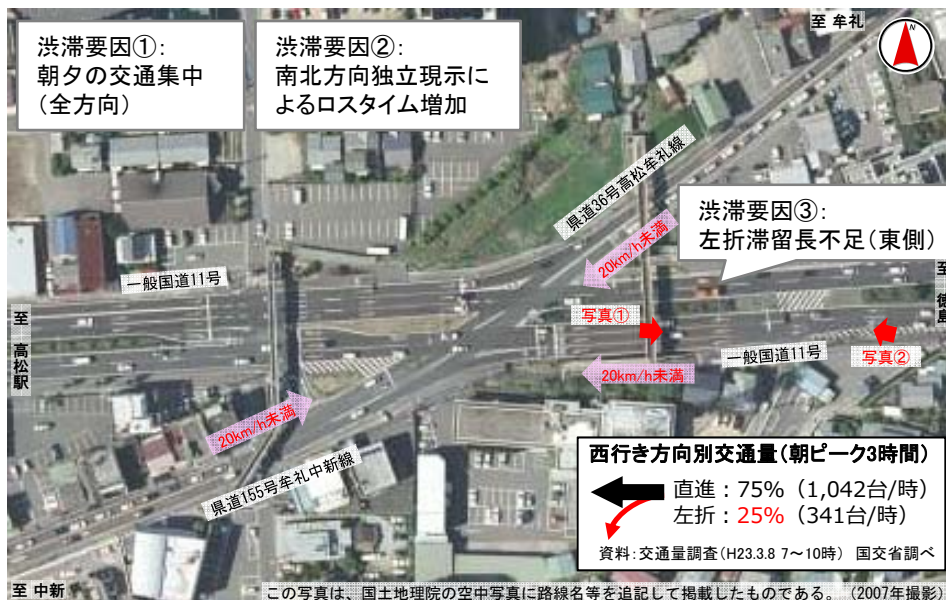 至 牟礼
N
渋滞要因①:
朝夕の交通集中
(全方向)
渋滞要因②:
南北方向独立現示に
よるロスタイム増加
県道36号高松牟礼線
渋滞要因③:
左折滞留長不足(東側)
20km/h未満
一般国道11号
至 徳島
至 高松駅
写真①
一般国道11号
写真②
20km/h未満
20km/h未満
県道155号牟礼中新線
西行き方向別交通量(朝ピーク3時間)
直進:75%(1,042台/時)
左折:25%(341台/時)
資料:交通量調査(H23.3.8 7~10時) 国交省調べ
至 中新
この写真は、国土地理院の空中写真に路線名等を追記して掲載したものである。 (2007年撮影)